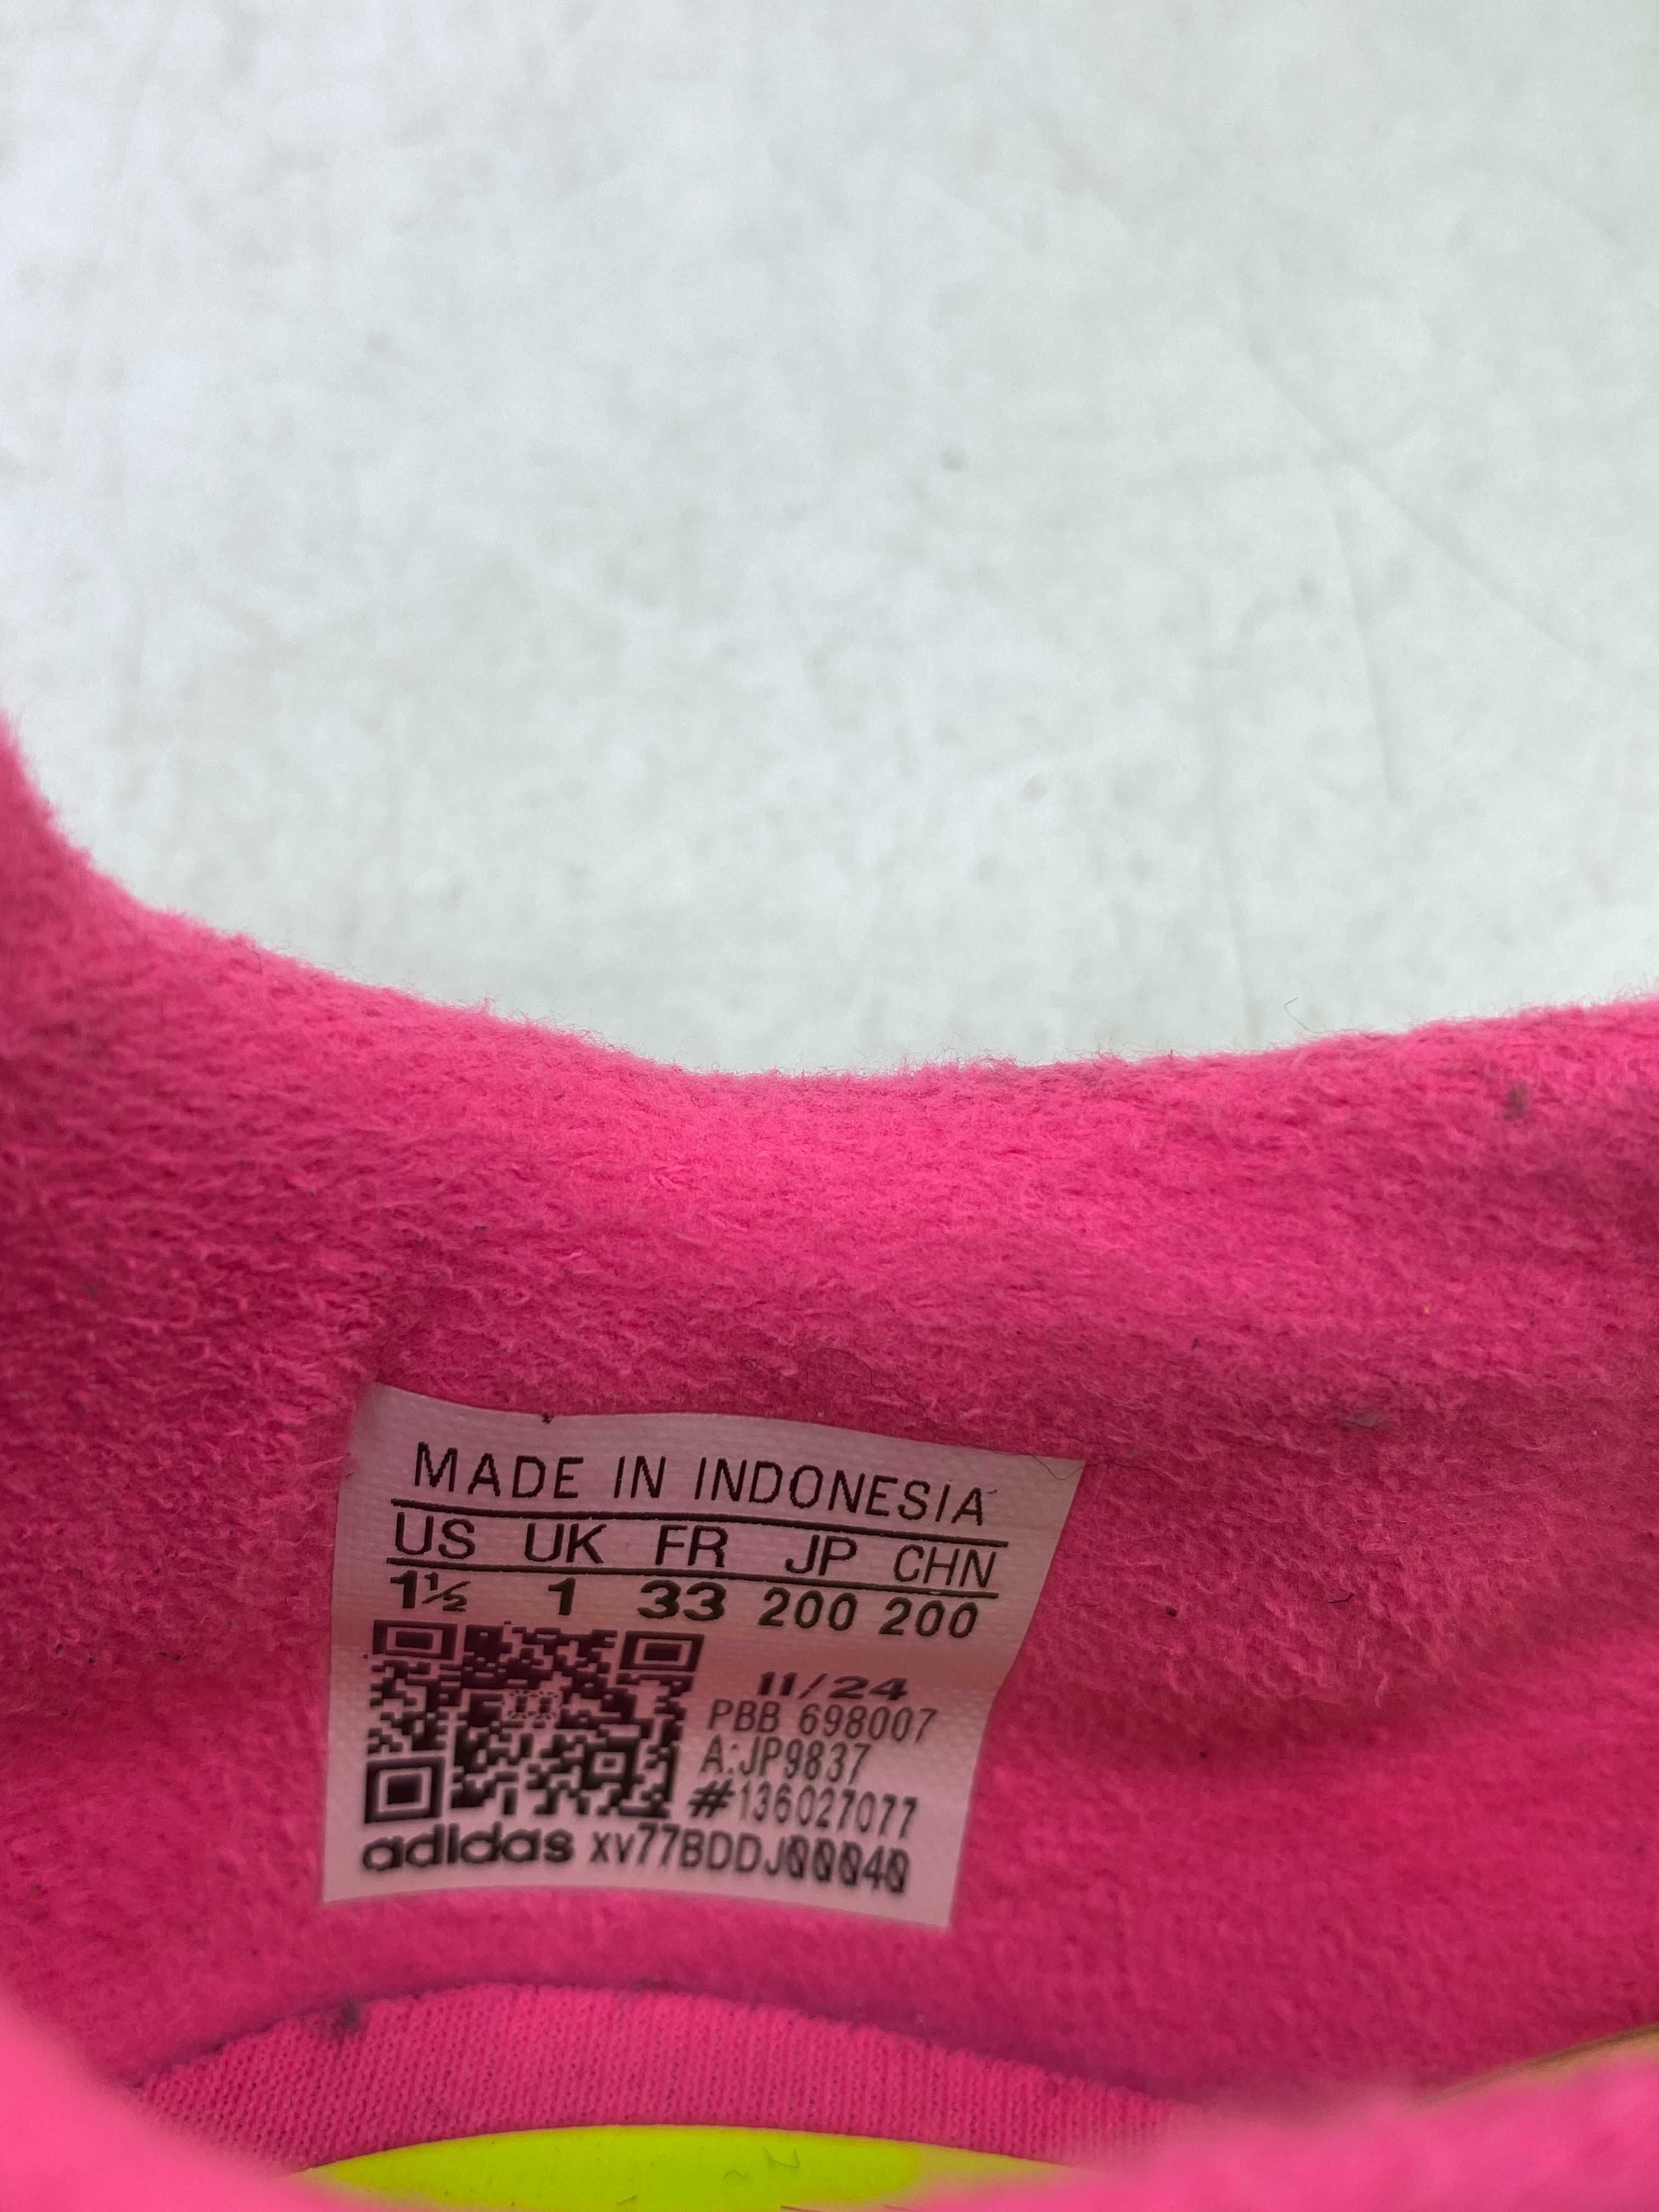 MADE IN INDONESIA
US UK FR JP CHN
1½ 1 33 200 200
11/24
PBB 698007
A:JP9837
#136027077
adidas XV77BDDJ00040